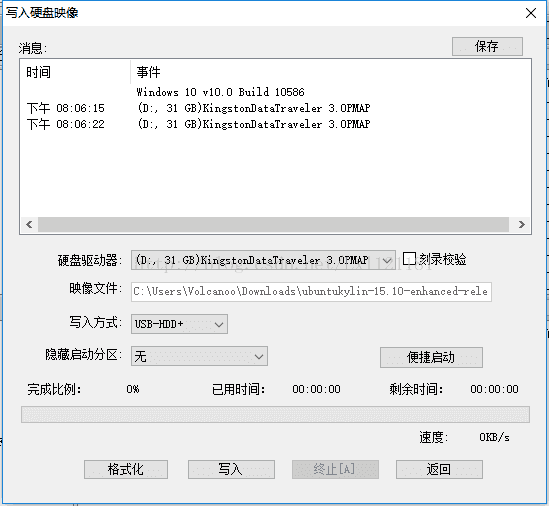 写入硬盘映像
消息:
保存
时间 事件
Windows 10 v10.0 Build 10586
下午 08:06:15 (D:, 31 GB)KingstonDataTraveler 3.0PMAP
下午 08:06:22 (D:, 31 GB)KingstonDataTraveler 3.0PMAP
硬盘驱动器: (D:, 31 GB)KingstonDataTraveler 3.0PMAP 刻录校验
映像文件: C:\Users\Volcanoo\Downloads\ubuntukylin-15.10-enhanced-rele
写入方式: USB-HDD+
隐藏启动分区: 无 便捷启动
完成比例: 0% 已用时间: 00:00:00 剩余时间: 00:00:00
速度: 0KB/s
格式化 写入 终止[A] 返回